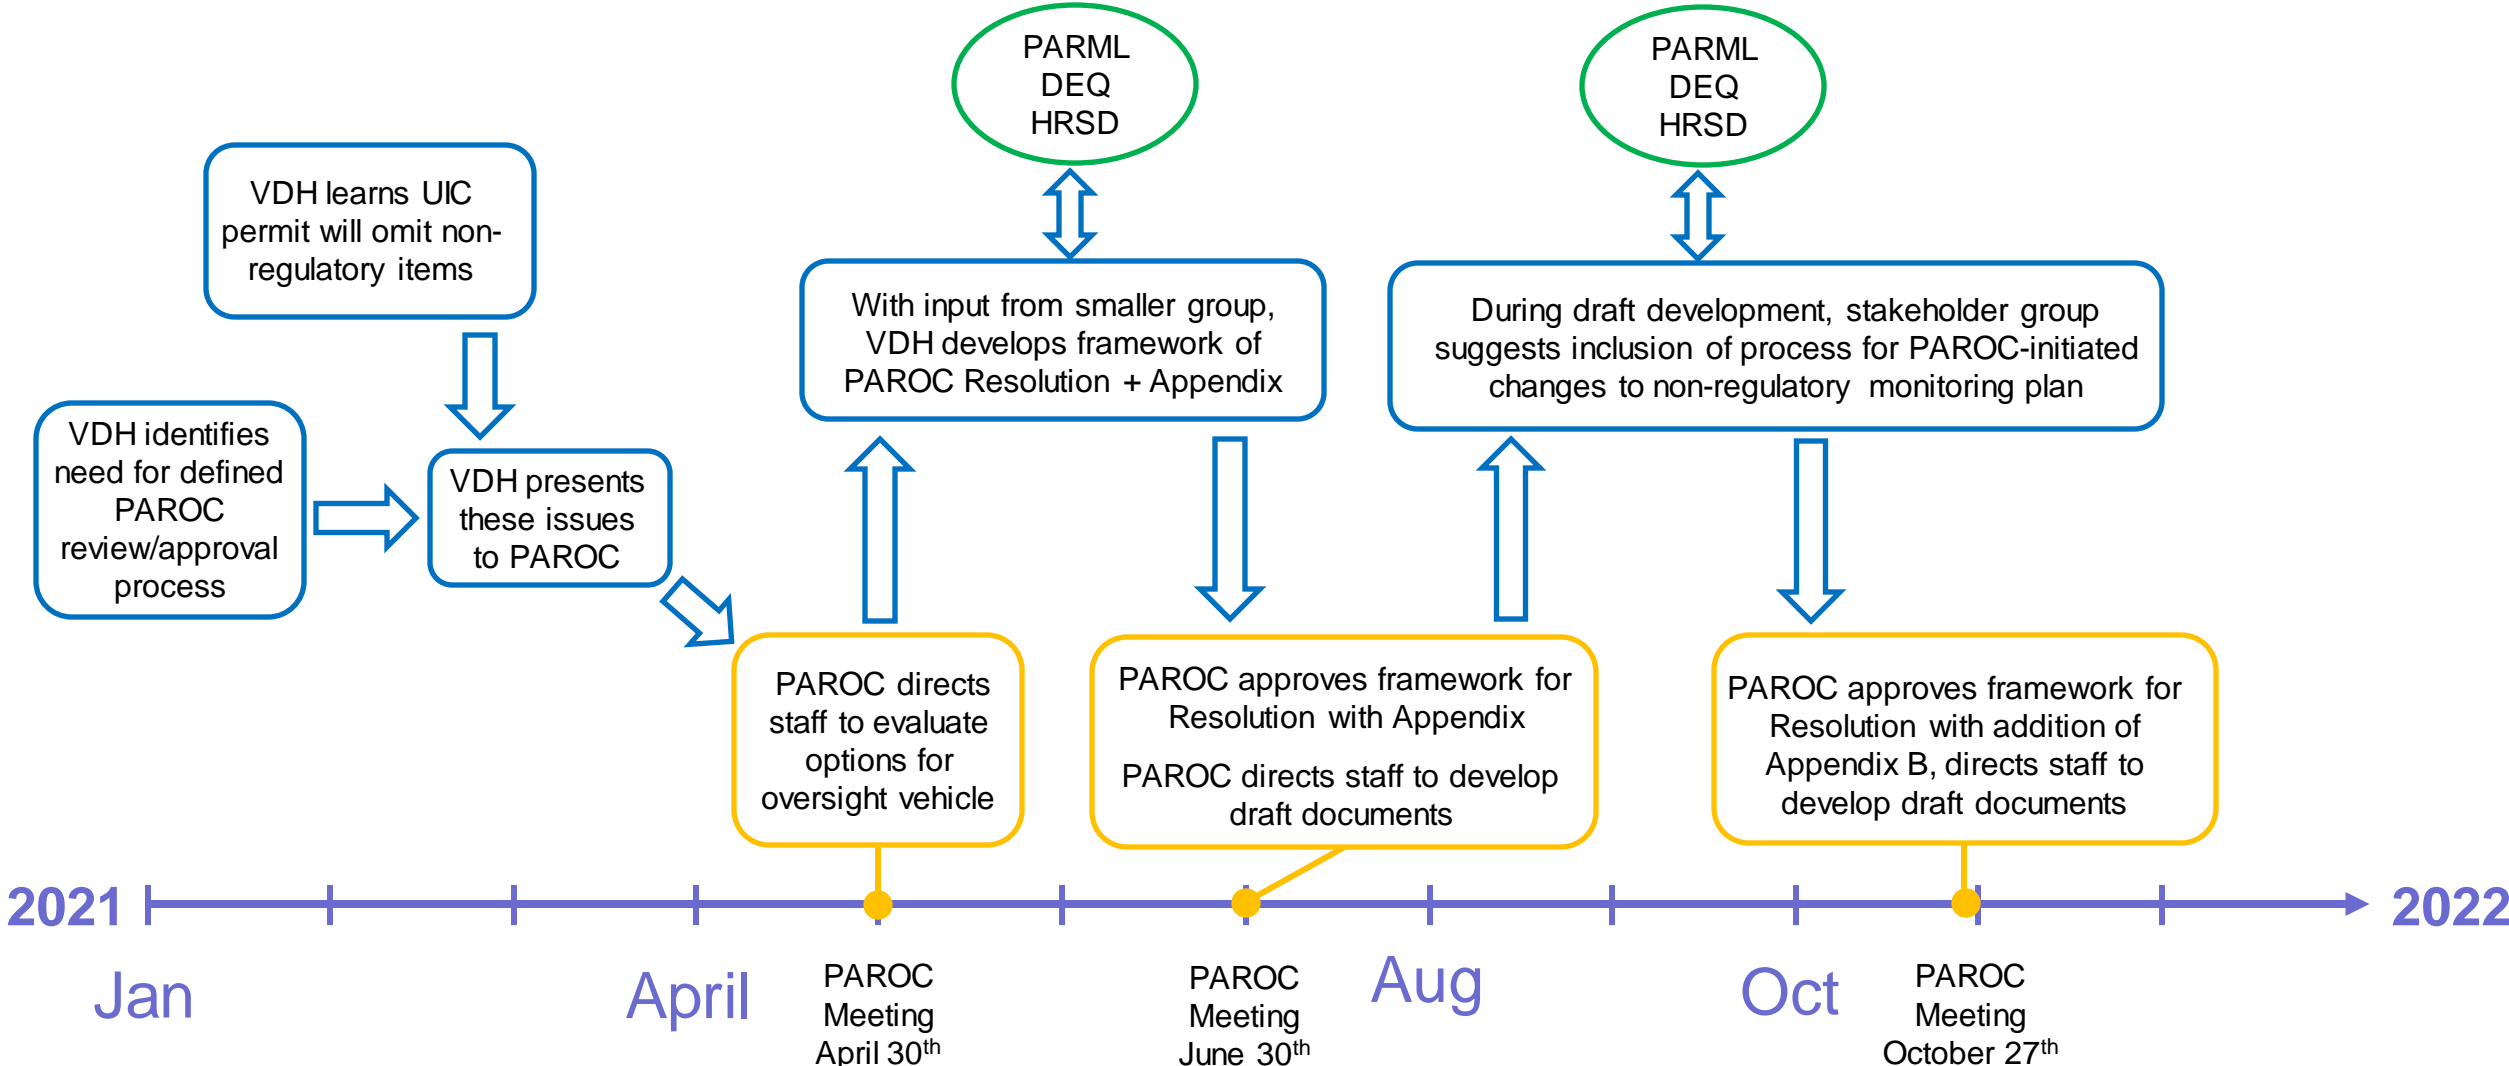 PARML
DEQ
HRSD
PARML
DEQ
HRSD
VDH learns UIC
permit will omit non-
regulatory items
With input from smaller group,
VDH develops framework of
PAROC Resolution + Appendix
During draft development, stakeholder group
suggests inclusion of process for PAROC-initiated
changes to non-regulatory monitoring plan
VDH identifies
need for defined
PAROC
review/approval
process
VDH presents
these issues
to PAROC
PAROC directs
staff to evaluate
options for
oversight vehicle
PAROC approves framework for
Resolution with Appendix
PAROC directs staff to develop
draft documents
PAROC approves framework for
Resolution with addition of
Appendix B, directs staff to
develop draft documents
2021
2022
Jan
April
PAROC
Meeting
April 30th
PAROC
Meeting
June 30th
Aug
Oct
PAROC
Meeting
October 27th